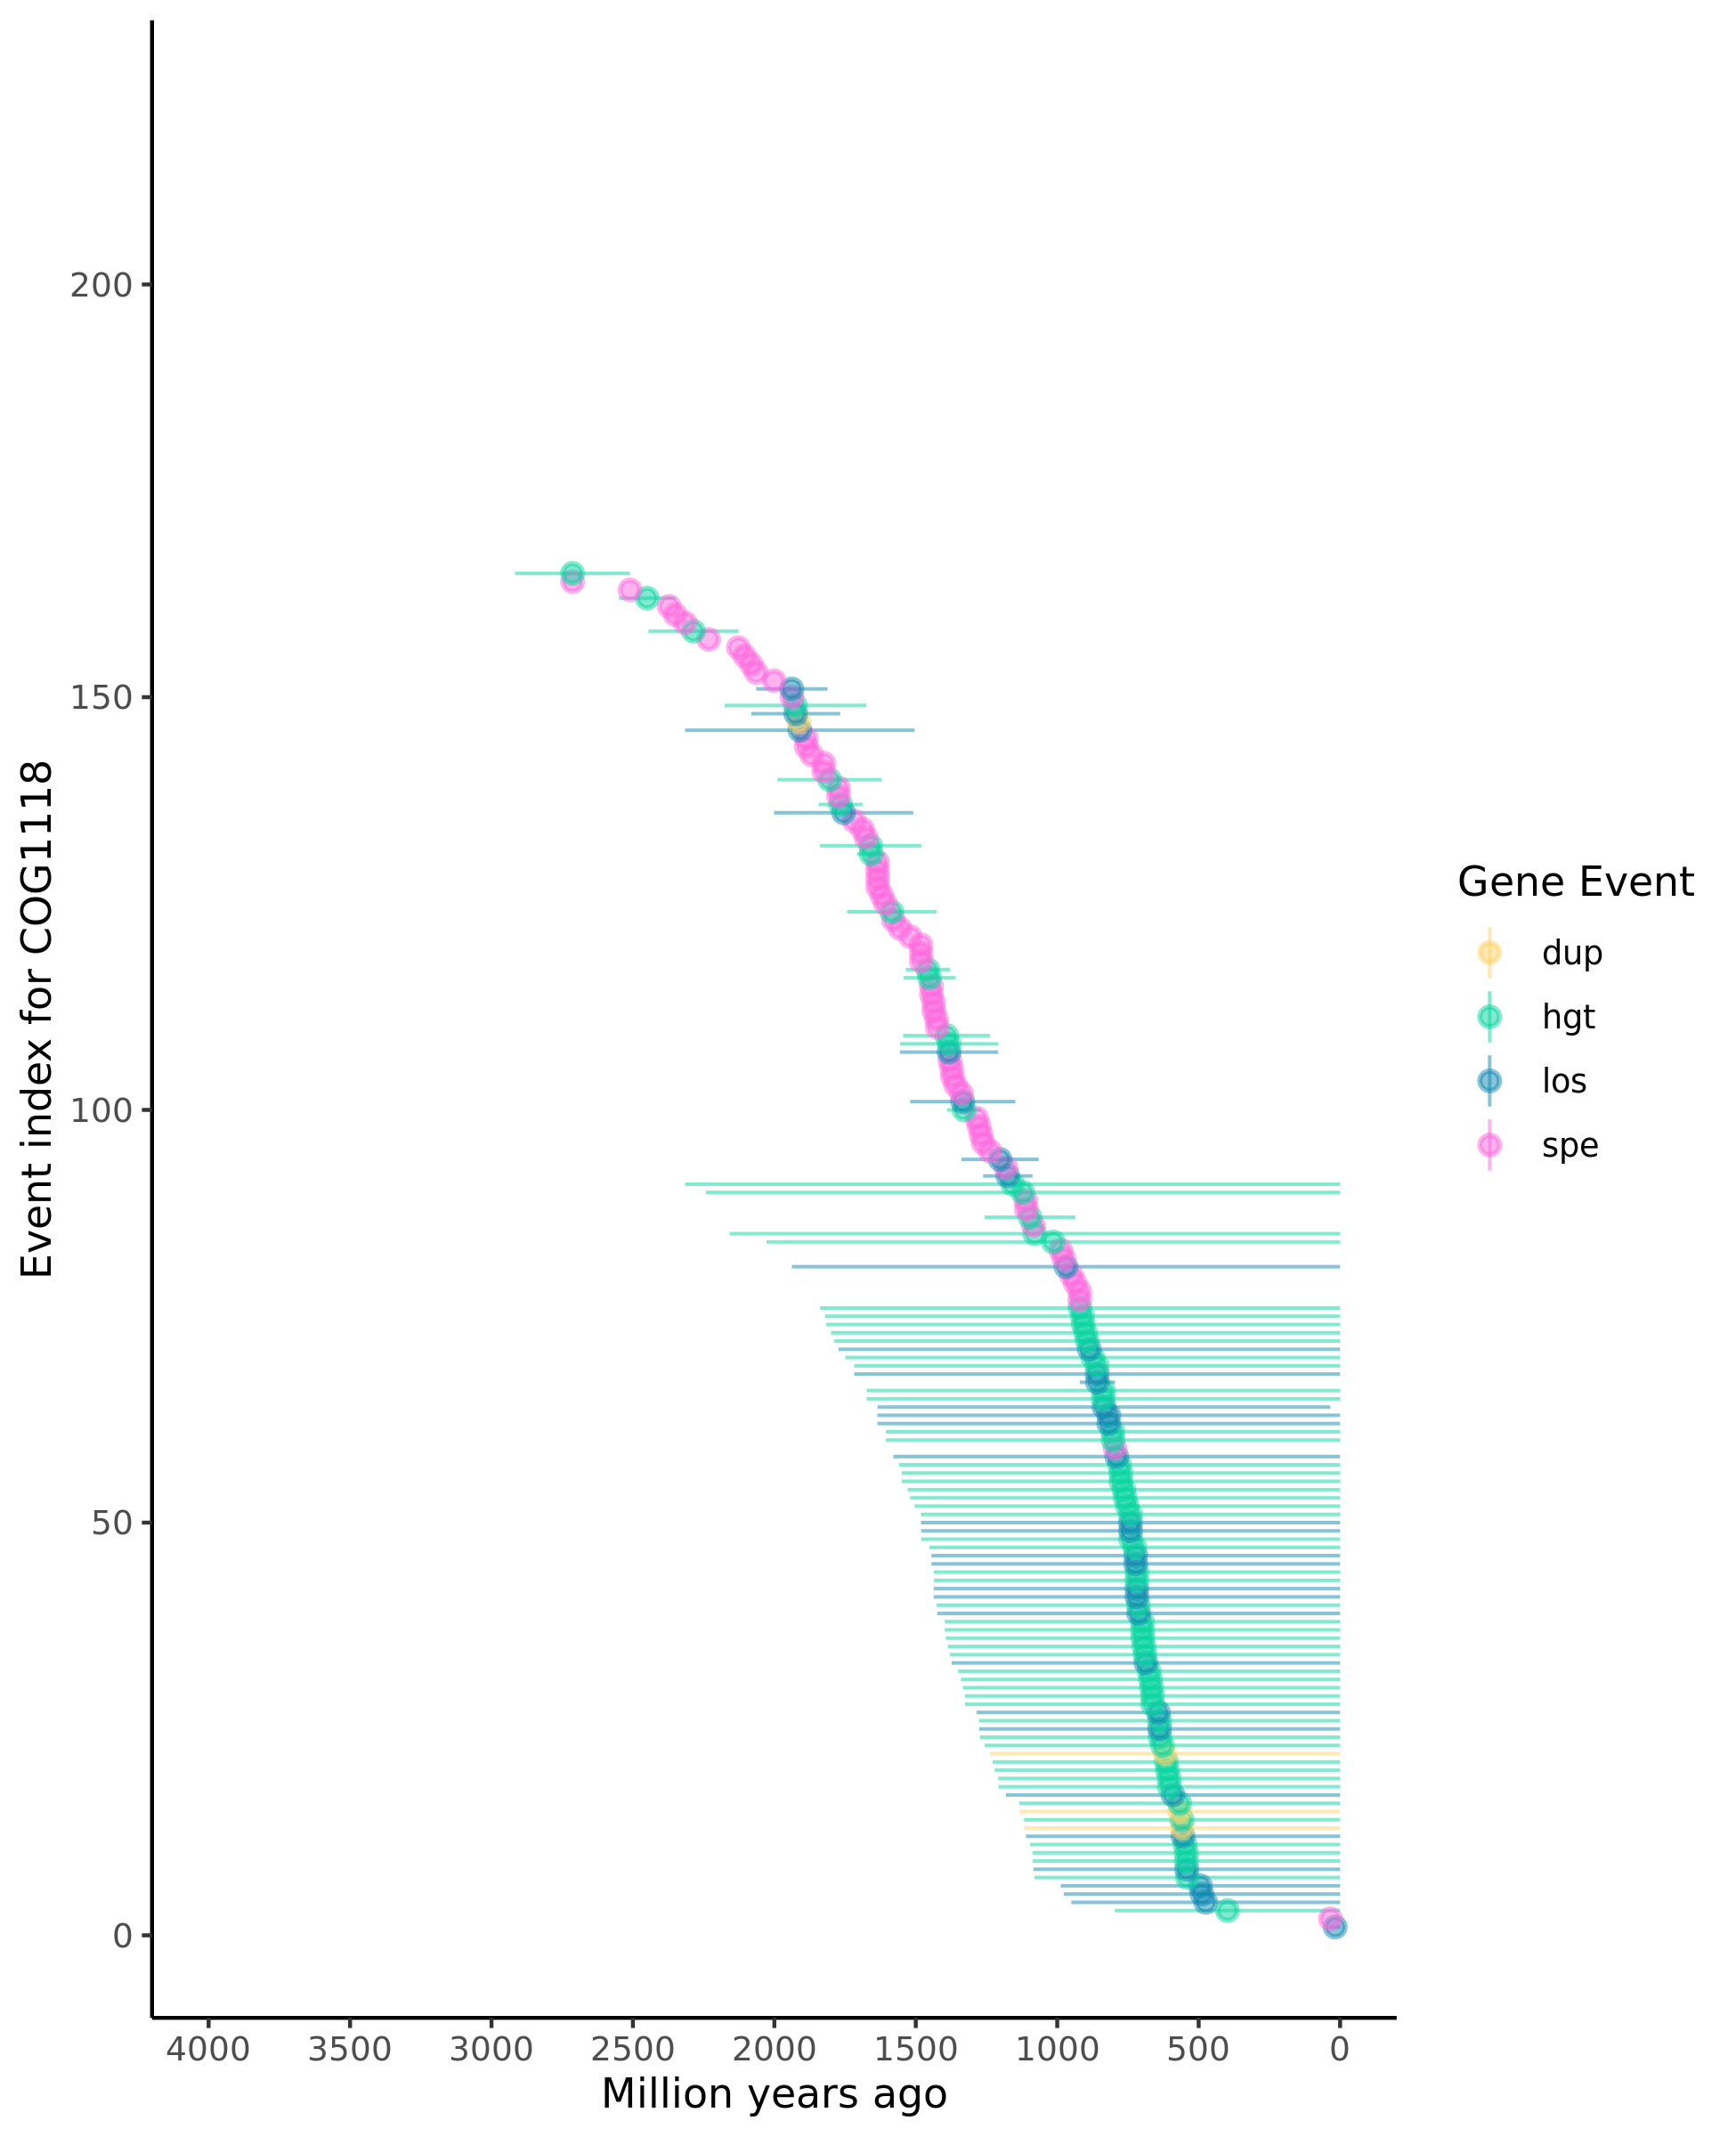 Event index for COG1118
200
150
100
50
0
4000 3500 3000 2500 2000 1500 1000 500 0
Million years ago
Gene Event
dup
hgt
los
spe